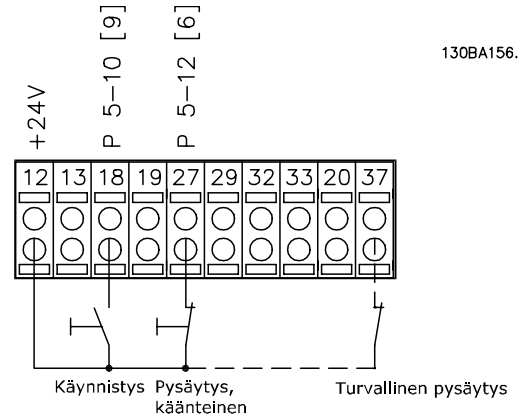 130BA156.
+24V
P 5-10 [9]
P 5-12 [6]
12 13 18 19 27 29 32 33 20 37
Käynnistys
Pysäytys,
käänteinen
Turvallinen pysäytys